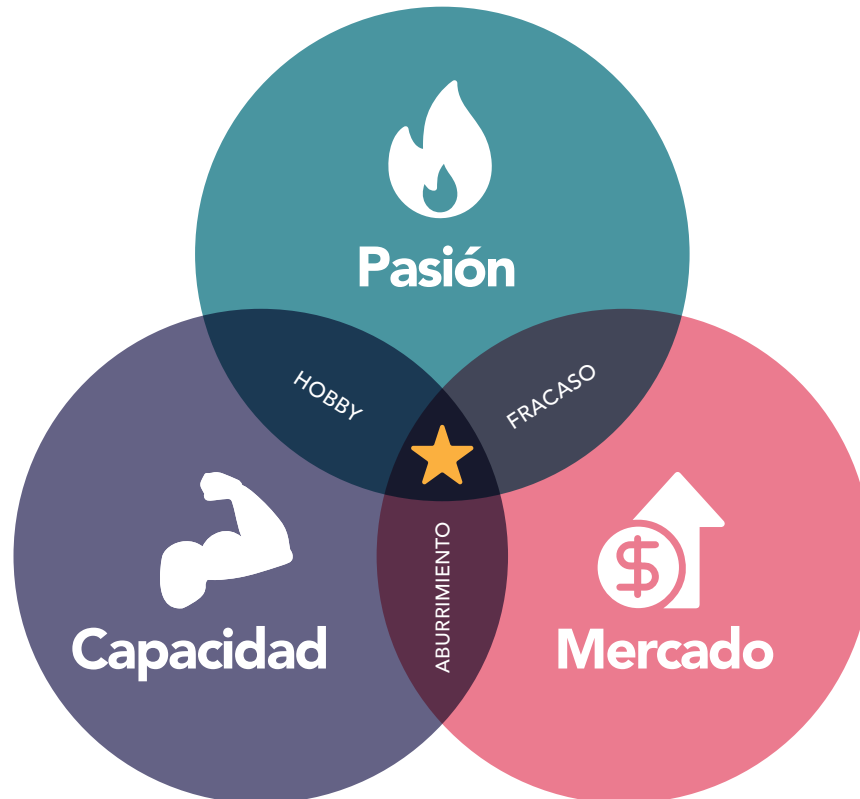 Pasión
HOBBY
FRACASO
ABURRIMIENTO
Capacidad
Mercado